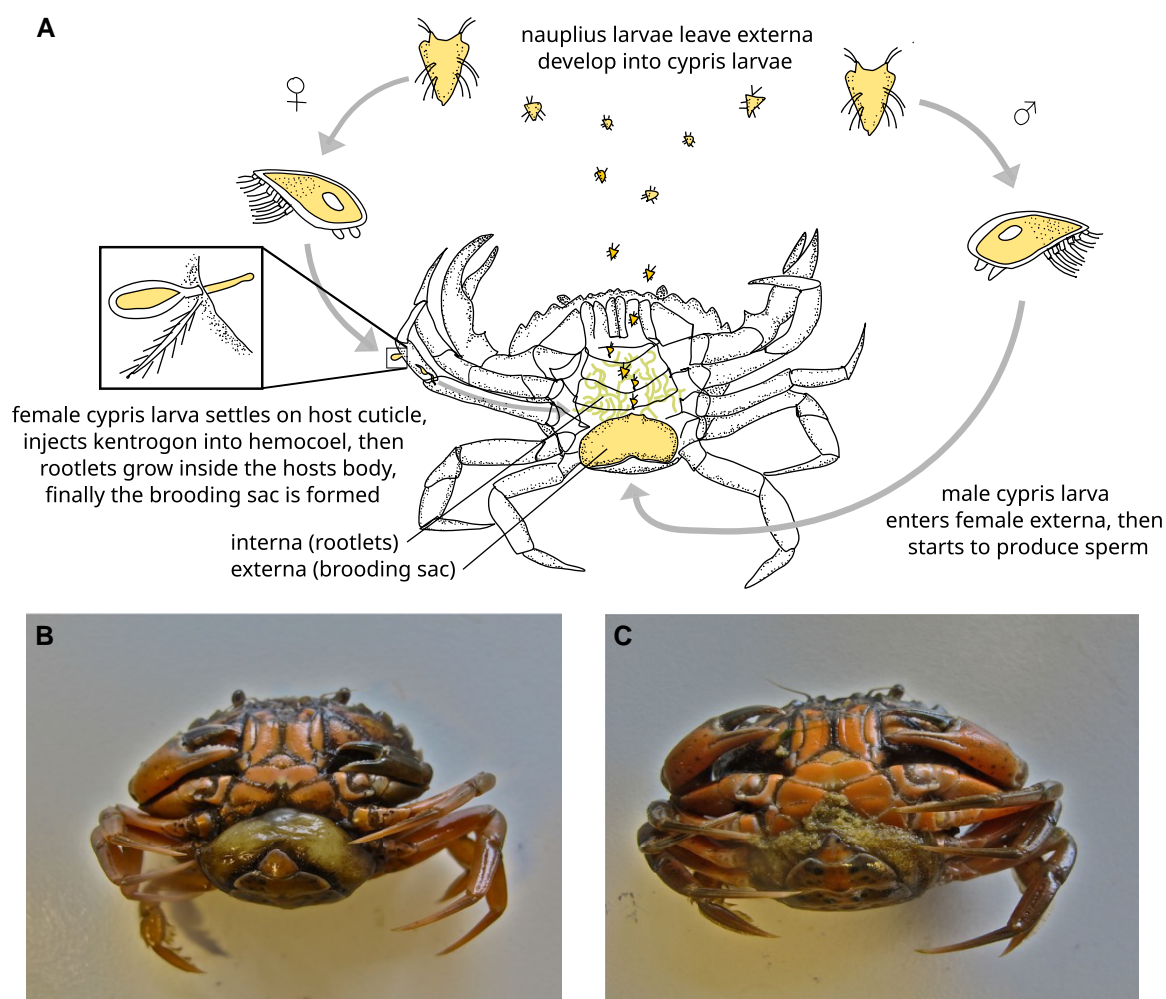 A
nauplius larvae leave externa
develop into cypris larvae
♀
♂
female cypris larva settles on host cuticle,
injects kentrogon into hemocoel, then
rootlets grow inside the hosts body,
finally the brooding sac is formed
interna (rootlets)
externa (brooding sac)
male cypris larva
enters female externa, then
starts to produce sperm
B
C